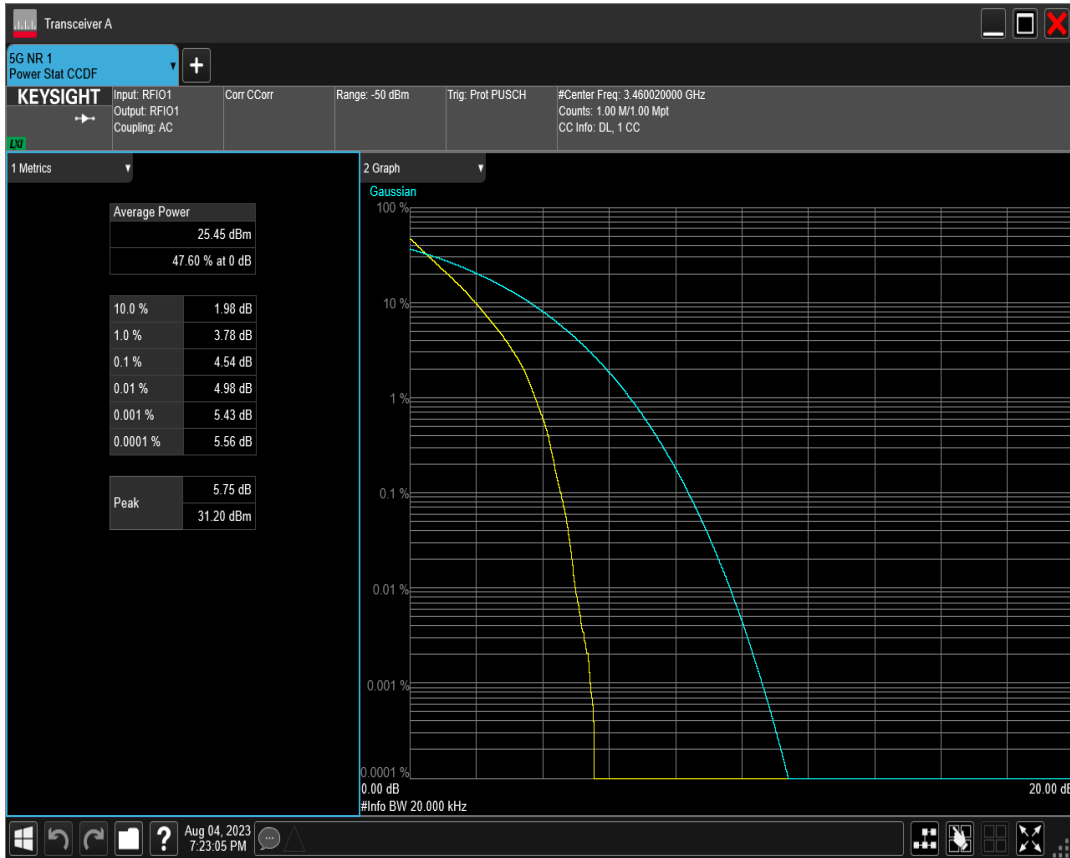 Transceiver A
5G NR 1
Power Stat CCDF
KEYSIGHT
LXI
Input: RFIO1
Output: RFIO1
Coupling: AC
Corr CCorr
Range: -50 dBm
Trig: Prot PUSCH
#Center Freq: 3.460020000 GHz
Counts: 1.00 M/1.00 Mpt
CC Info: DL, 1 CC
1 Metrics
Average Power
25.45 dBm
47.60 % at 0 dB
10.0 % 1.98 dB
1.0 % 3.78 dB
0.1 % 4.54 dB
0.01 % 4.98 dB
0.001 % 5.43 dB
0.0001 % 5.56 dB
Peak
5.75 dB
31.20 dBm
2 Graph
Gaussian
100 %
10 %
1 %
0.1 %
0.01 %
0.001 %
0.0001 %
0.00 dB 20.00 dB
#Info BW 20.000 kHz
? Aug 04, 2023
7:23:05 PM